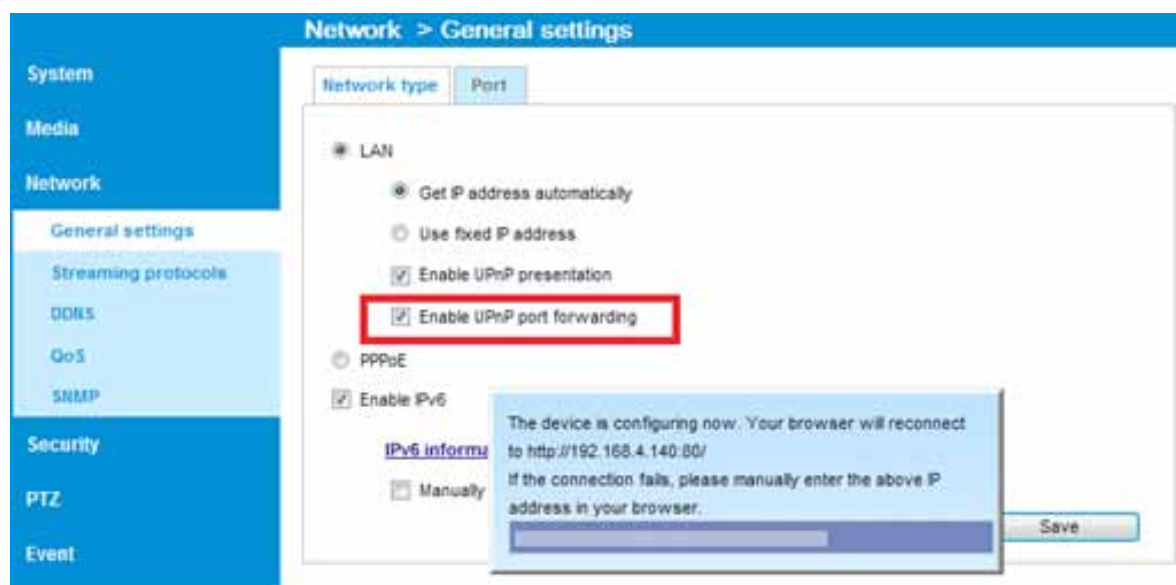 Network > General settings
System
Media
Network
General settings
Streaming protocols
DDNS
QoS
SNMP
Security
PTZ
Event
Network type
Port
LAN
Get IP address automatically
Use fixed IP address
Enable UPnP presentation
Enable UPnP port forwarding
PPPoE
Enable IPv6
IPv6 informa
Manually
The device is configuring now. Your browser will reconnect
to http://192.168.4.140:80/
If the connection fails, please manually enter the above IP
address in your browser.
Save